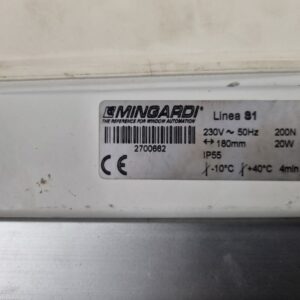 MINGARDI®
THE REFERENCE FOR WINDOW AUTOMATION
2700662
CE
Linea S1
230V ~ 50Hz 200N
↔ 180mm 20W
IP55
-10°C +40°C 4min